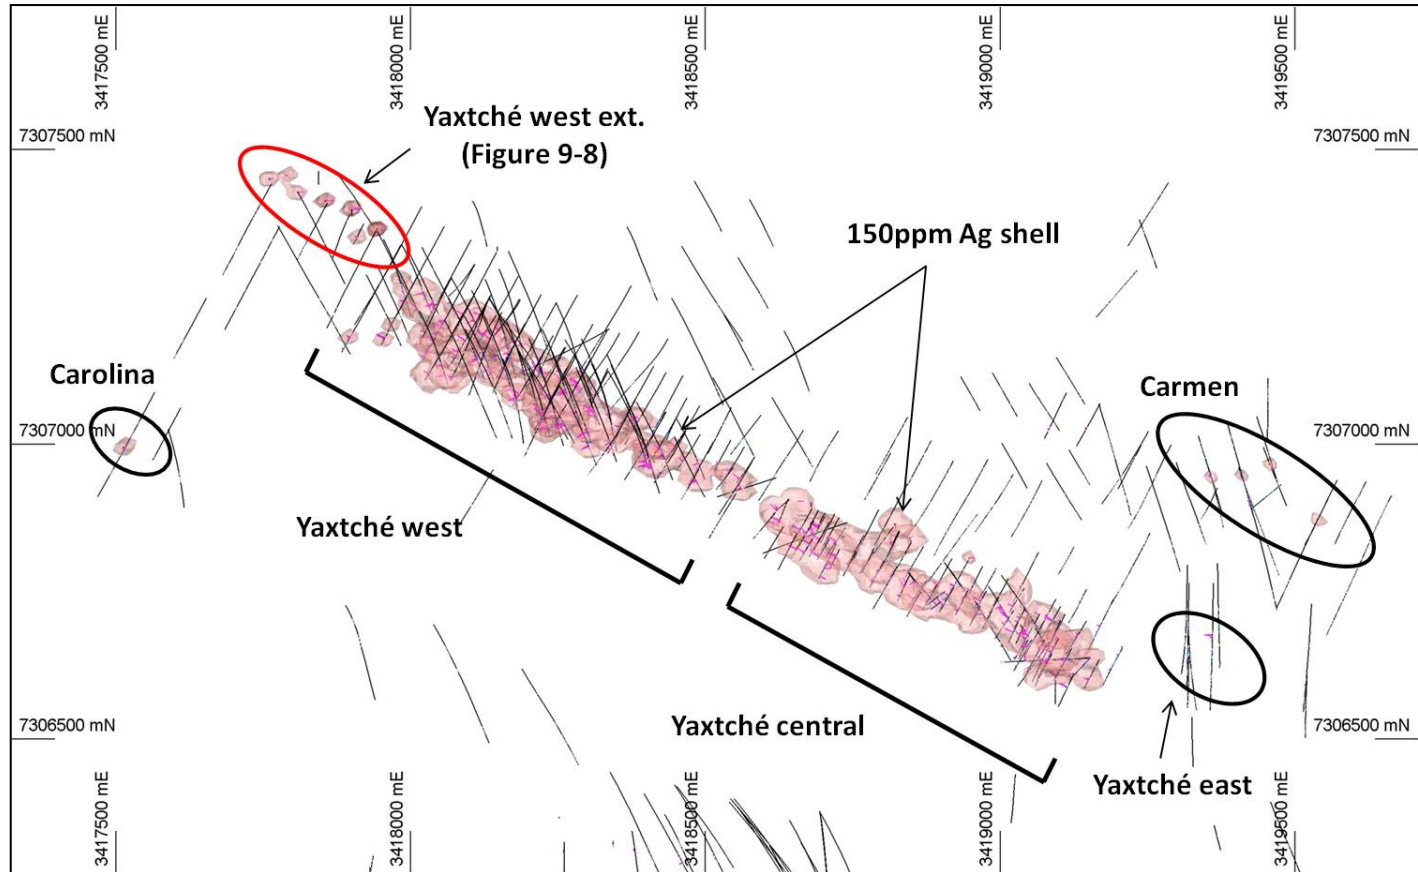 3417500 mE
3418000 mE
3418500 mE
3419000 mE
3419500 mE
Yaxtché west ext.
(Figure 9-8)
7307500 mN
7307500 mN
150ppm Ag shell
Carolina
Carmen
7307000 mN
7307000 mN
Yaxtché west
Yaxtché central
7306500 mN
7306500 mN
Yaxtché east
3417500 mE
3418000 mE
3418500 mE
3419000 mE
3419500 mE